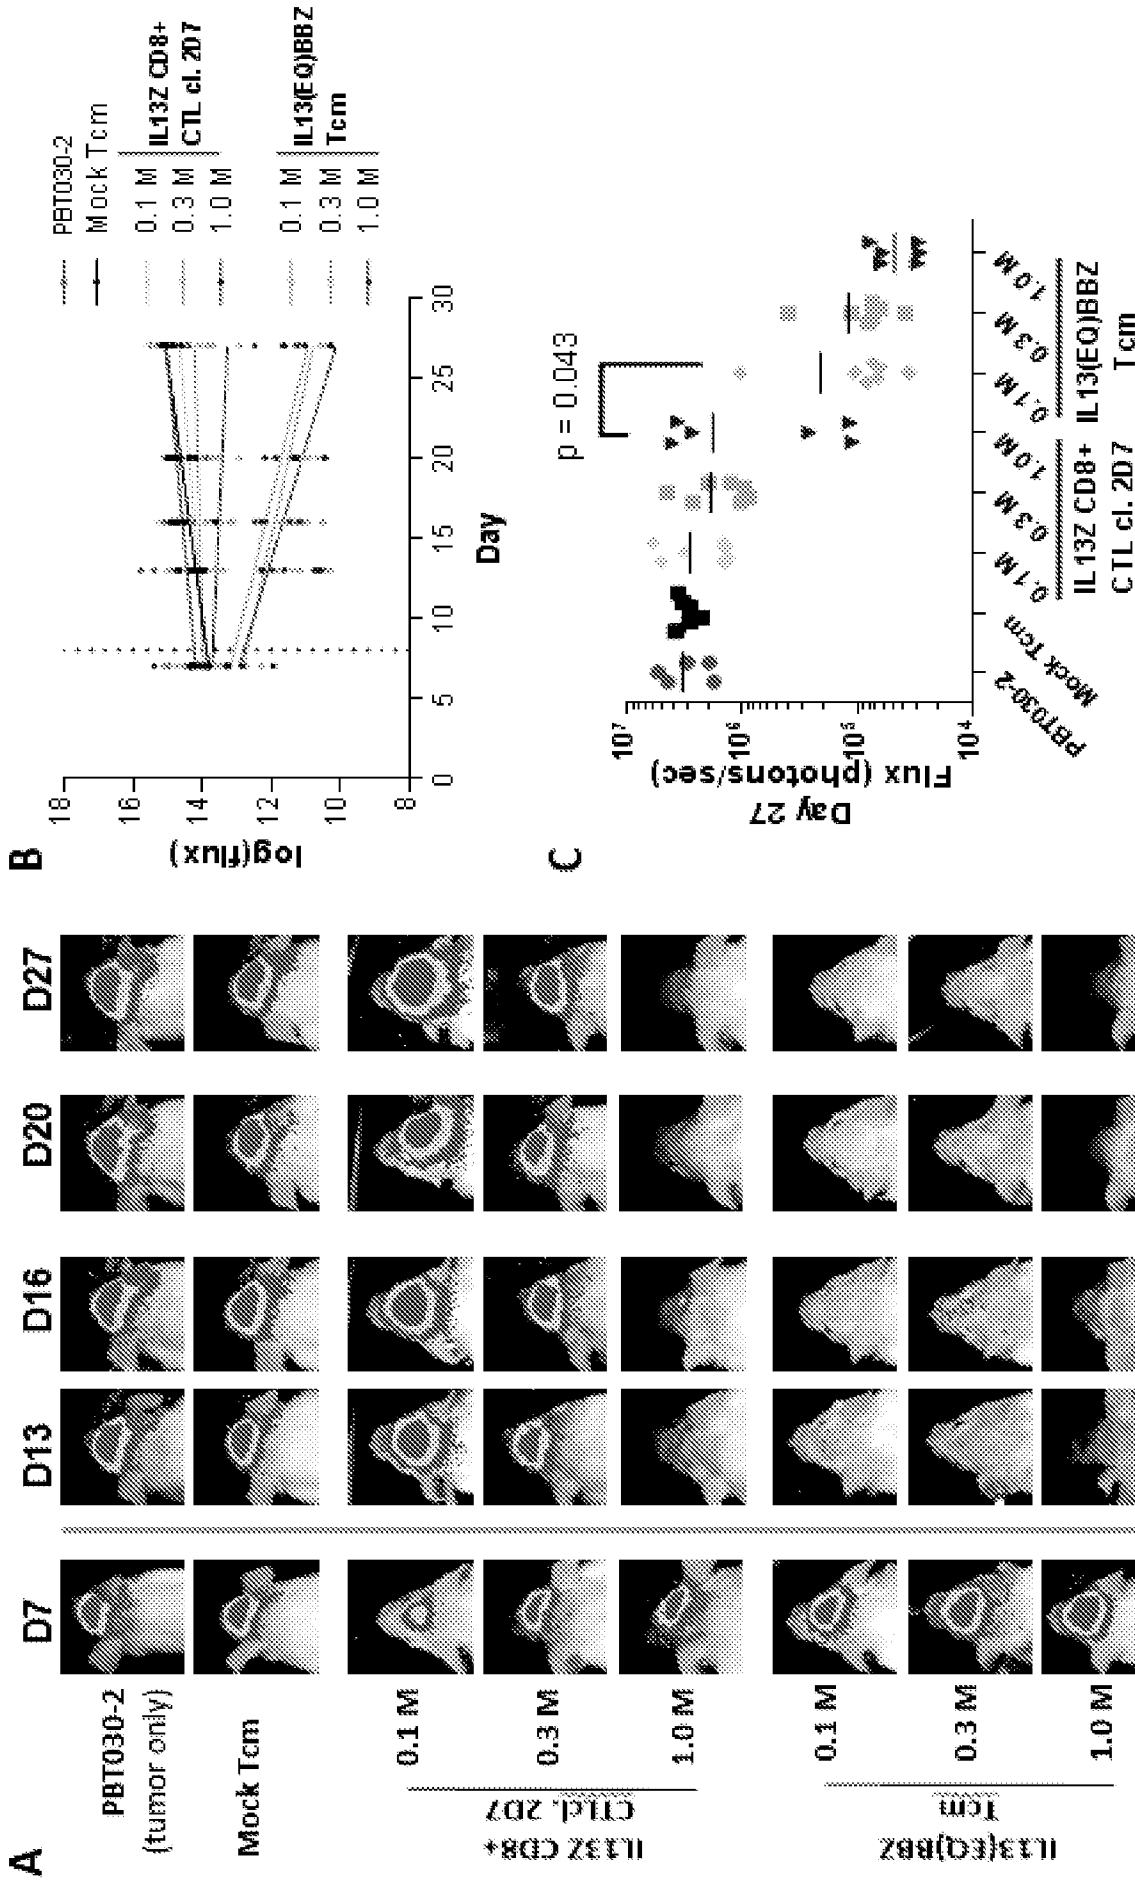 A
D7
D13
D16
D20
D27
PBT030-2
(tumor only)
Mock Tcm
IL13Z CD8+
CTLcl. 2D7
0.1 M
0.3 M
1.0 M
IL13(EQ)BBZ
Tcm
0.1 M
0.3 M
1.0 M
B
log(flux)
18
16
14
12
10
8
0
5
10
15
20
25
30
Day
PBT030-2
Mock Tcm
0.1 M
0.3 M
1.0 M
IL13Z CD8+
CTL cl. 2D7
0.1 M
0.3 M
1.0 M
IL13(EQ)BBZ
Tcm
C
Day 27
Flux (photons/sec)
10⁷
10⁶
10⁵
10⁴
p = 0.043
PBT030-2
Mock Tcm
0.1M
0.3 M
1.0 M
IL13Z CD8+
CTL cl. 2D7
0.1M
0.3 M
1.0 M
IL13(EQ)BBZ
Tcm